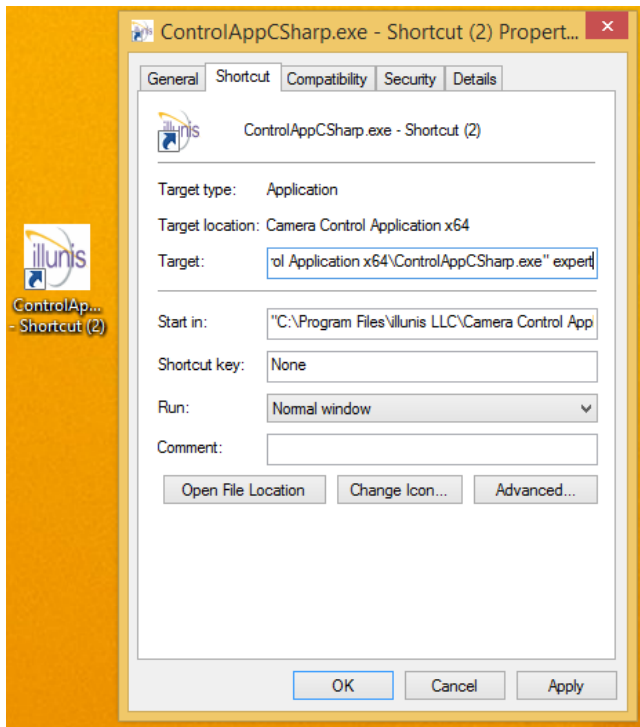 ControlAppCSharp.exe - Shortcut (2) Propert...
General Shortcut Compatibility Security Details
illunis
ControlAppCSharp.exe - Shortcut (2)
Target type: Application
Target location: Camera Control Application x64
Target: rol Application x64\ControlAppCSharp.exe" expert
illunis
ControlAp...
- Shortcut (2)
Start in: "C:\Program Files\illunis LLC\Camera Control Appl
Shortcut key: None
Run: Normal window
Comment:
Open File Location Change Icon... Advanced...
OK Cancel Apply